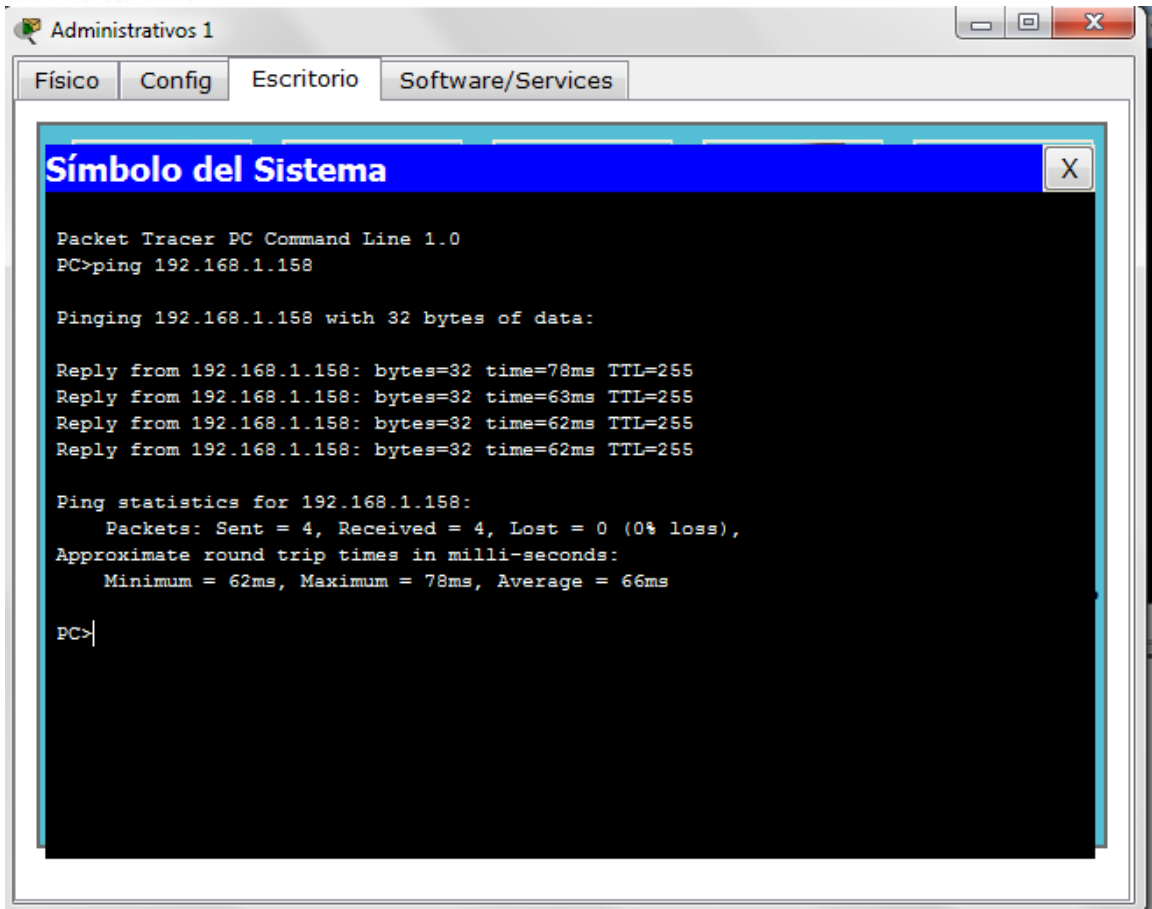 Administrativos 1
Físico Config Escritorio Software/Services
Símbolo del Sistema X
Packet Tracer PC Command Line 1.0
PC>ping 192.168.1.158
Pinging 192.168.1.158 with 32 bytes of data:
Reply from 192.168.1.158: bytes=32 time=78ms TTL=255
Reply from 192.168.1.158: bytes=32 time=63ms TTL=255
Reply from 192.168.1.158: bytes=32 time=62ms TTL=255
Reply from 192.168.1.158: bytes=32 time=62ms TTL=255
Ping statistics for 192.168.1.158:
Packets: Sent = 4, Received = 4, Lost = 0 (0% loss),
Approximate round trip times in milli-seconds:
Minimum = 62ms, Maximum = 78ms, Average = 66ms
PC>